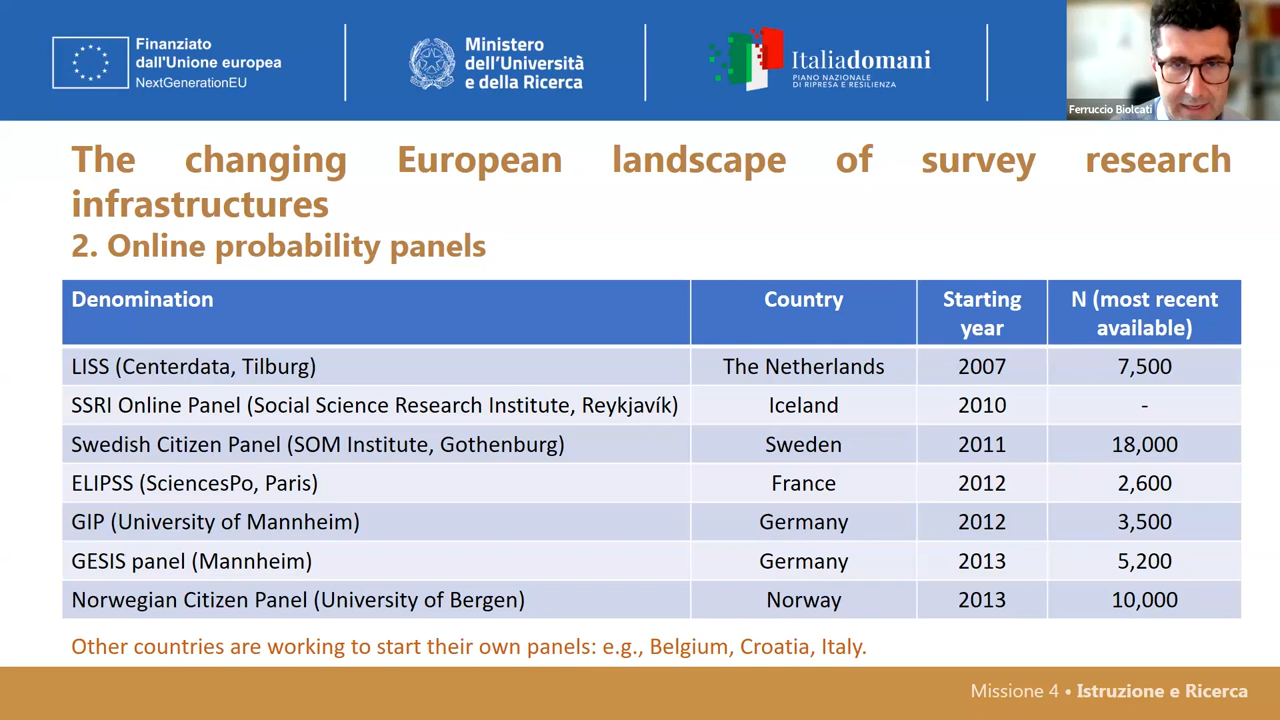 Finanziato
dall'Unione europea
NextGenerationEU
Ministero
dell'Università
e della Ricerca
Italiadomani
PIANO NAZIONALE
DI RIPRESA E RESILIENZA
Ferruccio Biolcati
The changing European landscape of survey research
infrastructures
2. Online probability panels
Denomination Country Starting year N (most recent available)
LISS (Centerdata, Tilburg) The Netherlands 2007 7,500
SSRI Online Panel (Social Science Research Institute, Reykjavík) Iceland 2010 -
Swedish Citizen Panel (SOM Institute, Gothenburg) Sweden 2011 18,000
ELIPSS (SciencesPo, Paris) France 2012 2,600
GIP (University of Mannheim) Germany 2012 3,500
GESIS panel (Mannheim) Germany 2013 5,200
Norwegian Citizen Panel (University of Bergen) Norway 2013 10,000
Other countries are working to start their own panels: e.g., Belgium, Croatia, Italy.
Missione 4 • Istruzione e Ricerca